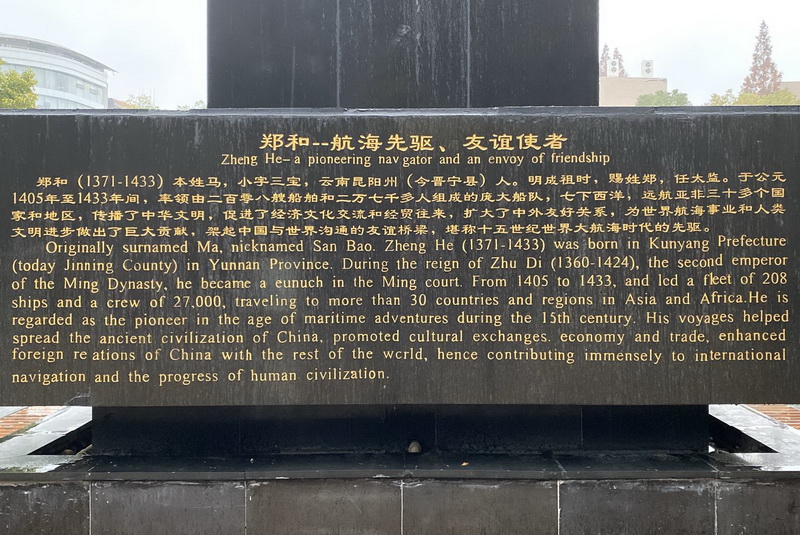 郑和--航海先驱、友谊使者
Zheng He–a pioneering nav gator and an envoy of friendship
郑和（1371-1433）本姓马，小字三宝，云南昆阳州（今晋宁县）人。明成祖时，赐姓郑，任太监。于公元
1405年至1433年间，率领由二百零八艘船舶和二万七千多人组成的庞大船队，七下西洋，远航亚非三十多个国
家和地区，传播了中华文明，促进了经济文化交流和经贸往来，扩大了中外友好关系，为世界航海事业和人类
文明进步做出了巨大贡献，架起中国与世界沟通的友谊桥梁，堪称十五世纪世界大航海时代的先驱。
Originally surnamed Ma, nicknamed San Bao. Zheng He (1371-1433) was born in Kunyang Prefecture
(today Jinning County) in Yunnan Province. During the reign of Zhu Di (1360-1424), the second emperor
of the Ming Dynasty, he became a eunuch in the Ming court. From 1405 to 1433, and led a fleet of 208
ships and a crew of 27,000, traveling to more than 30 countries and regions in Asia and Africa.He is
regarded as the pioneer in the age of maritime adventures during the 15th century. His voyages helped
spread the ancient civilization of China, promoted cultural exchanges. economy and trade, enhanced
foreign re ations of China with the rest of the world, hence contributing immensely to international
navigation and the progress of human civilization.